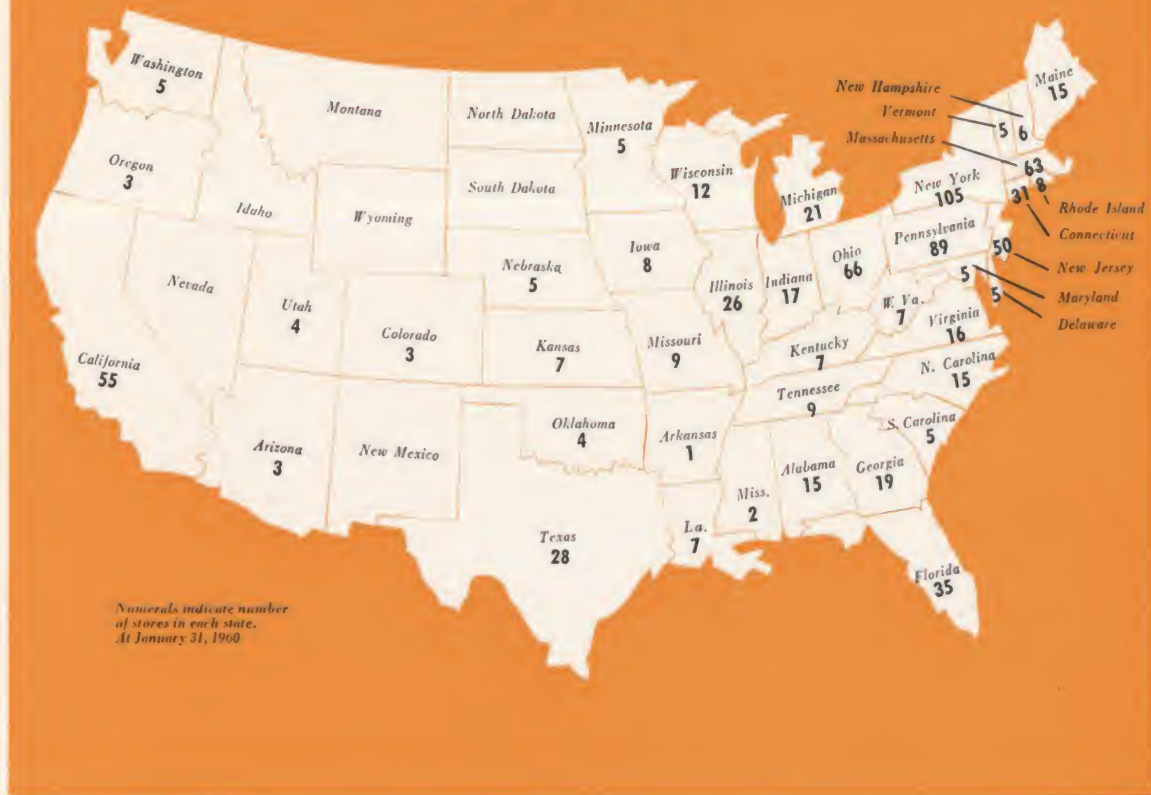 Washington
5
Oregon
3
California
55
Idaho
Nevada
Montana
Wyoming
Utah
4
Colorado
3
Arizona
3
New Mexico
North Dakota
South Dakota
Nebraska
5
Kansas
7
Oklahoma
4
Texas
28
Minnesota
5
Iowa
8
Missouri
9
Arkansas
1
La.
7
Wisconsin
12
Illinois
26
Michigan
21
Indiana
17
Ohio
66
Kentucky
7
Tennessee
9
Miss.
2
Alabama
15
Georgia
19
Florida
35
S. Carolina
5
N. Carolina
15
Virginia
16
W. Va.
7
Pennsylvania
89
New York
105
Maine
15
New Hampshire
6
Vermont
5
Massachusetts
63
8
Rhode Island
31
Connecticut
50
New Jersey
5
Maryland
5
Delaware
Numerals indicate number
of stores in each state.
At January 31, 1960